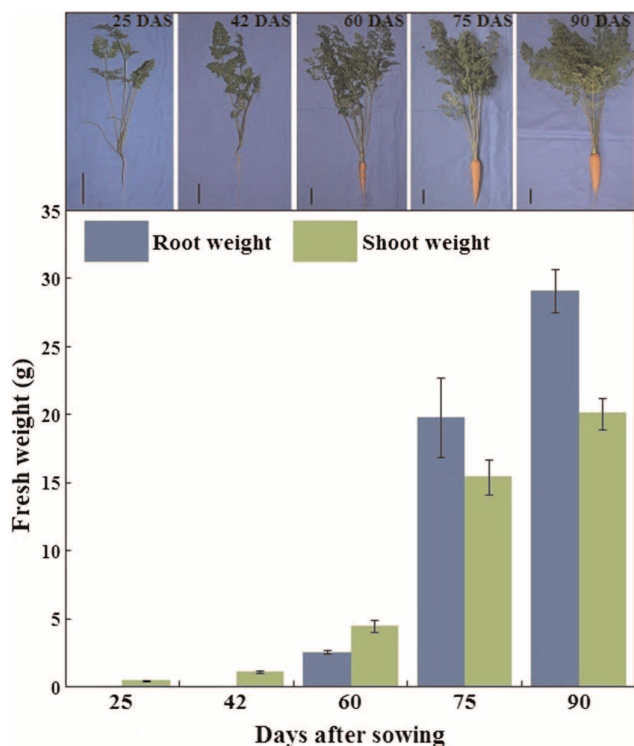 25 DAS 42 DAS 60 DAS 75 DAS 90 DAS
35
Root weight Shoot weight
30
25
20
15
10
5
0
Fresh weight (g)
25 42 60 75 90
Days after sowing